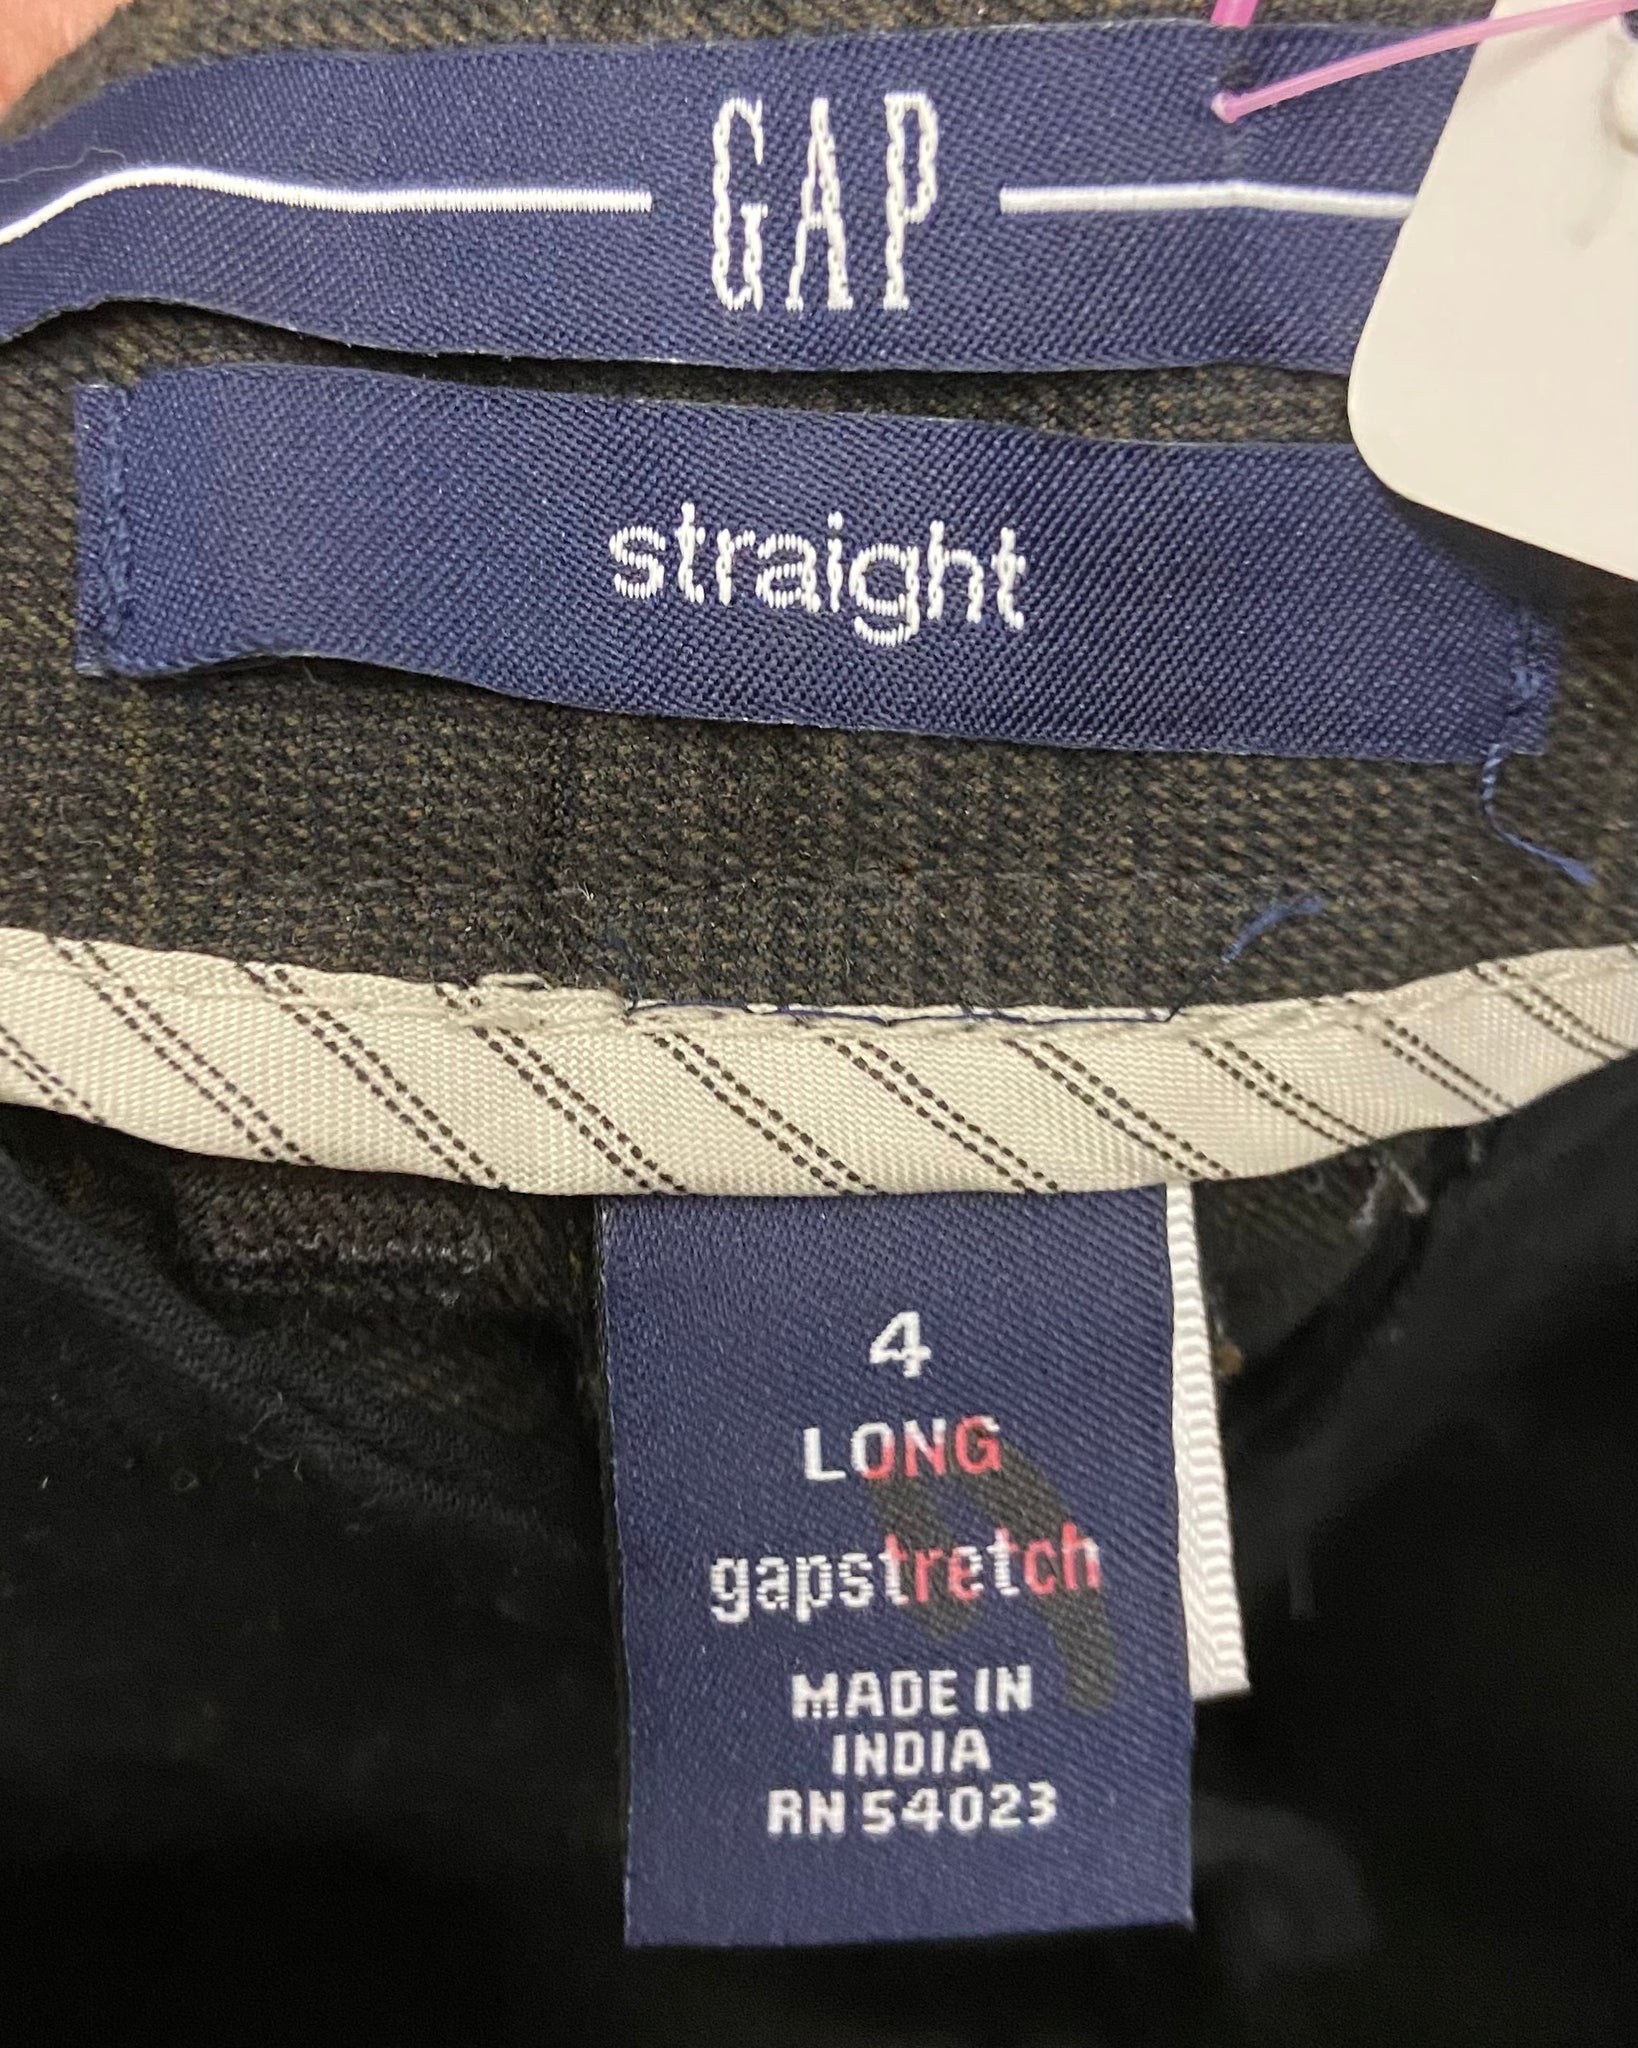 GAP
straight
4
LONG
gapstretch
MADE IN
INDIA
RN 54023